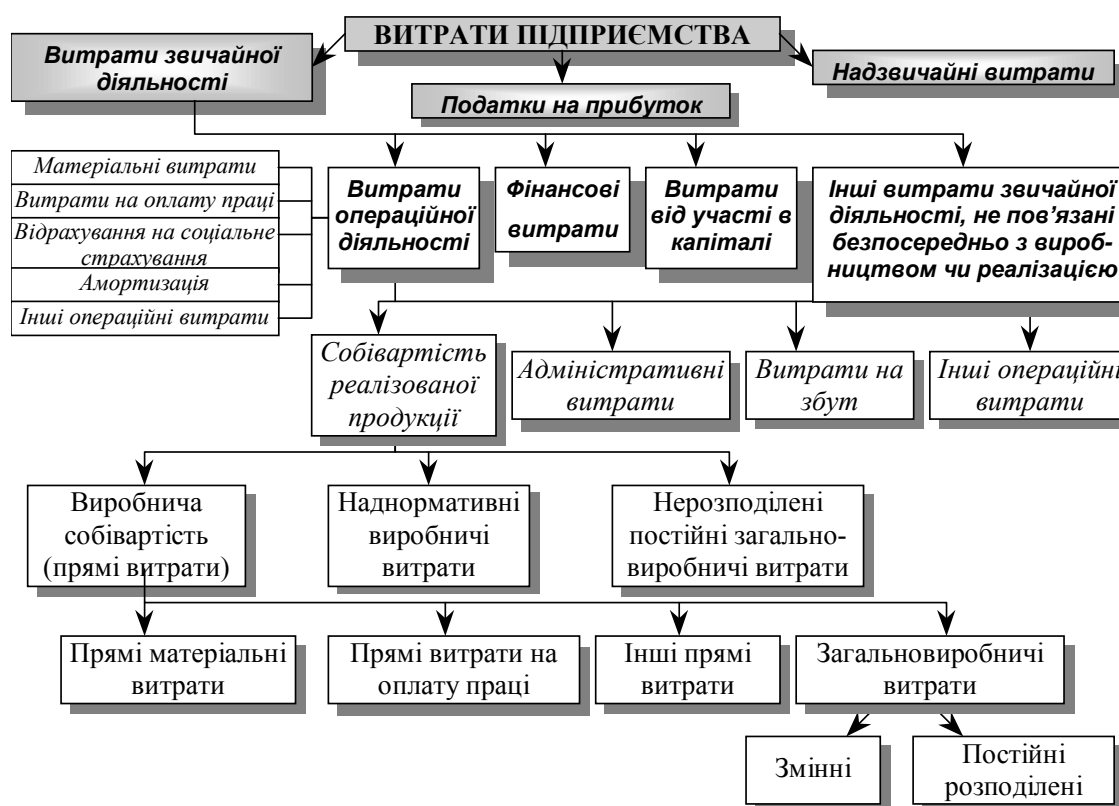 ВИТРАТИ ПІДПРИЄМСТВА
Витрати звичайної
діяльності
Надзвичайні витрати
Податки на прибуток
Матеріальні витрати
Витрати на оплату праці
Відрахування на соціальне
страхування
Амортизація
Інші операційні витрати
Витрати
операційної
діяльності
Фінансові
витрати
Витрати
від участі в
капіталі
Інші витрати звичайної
діяльності, не пов’язані
безпосередньо з вироб-
ництвом чи реалізацією
Собівартість
реалізованої
продукції
Адміністративні
витрати
Витрати на
збут
Інші операційні
витрати
Виробнича
собівартість
(прямі витрати)
Наднормативні
виробничі
витрати
Нерозподілені
постійні загально-
виробничі витрати
Прямі матеріальні
витрати
Прямі витрати на
оплату праці
Інші прямі
витрати
Загальновиробничі
витрати
Змінні
Постійні
розподілені